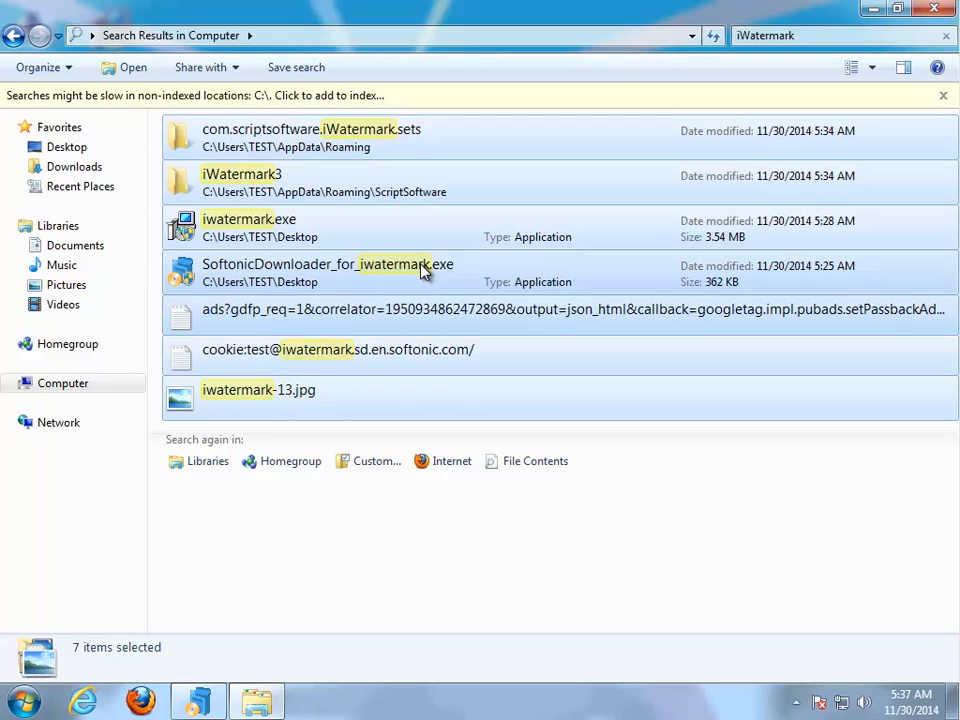 Search Results in Computer
iWatermark
Organize
Open
Share with
Save search
Searches might be slow in non-indexed locations: C:\. Click to add to index...
Favorites
Desktop
Downloads
Recent Places
Libraries
Documents
Music
Pictures
Videos
Homegroup
Computer
Network
com.scriptsoftware.iWatermark.sets
Date modified: 11/30/2014 5:34 AM
C:\Users\TEST\AppData\Roaming
iWatermark3
Date modified: 11/30/2014 5:34 AM
C:\Users\TEST\AppData\Roaming\ScriptSoftware
iwatermark.exe
Date modified: 11/30/2014 5:28 AM
C:\Users\TEST\Desktop
Type: Application
Size: 3.54 MB
SoftonicDownloader_for_iwatermark.exe
Date modified: 11/30/2014 5:25 AM
C:\Users\TEST\Desktop
Type: Application
Size: 362 KB
ads?gdfp_req=1&correlator=1950934862472869&output=json_html&callback=googletag.impl.pubads.setPassbackAd...
cookie:test@iwatermark.sd.en.softonic.com/
iwatermark-13.jpg
Search again in:
Libraries
Homegroup
Custom...
Internet
File Contents
7 items selected
5:37 AM
11/30/2014